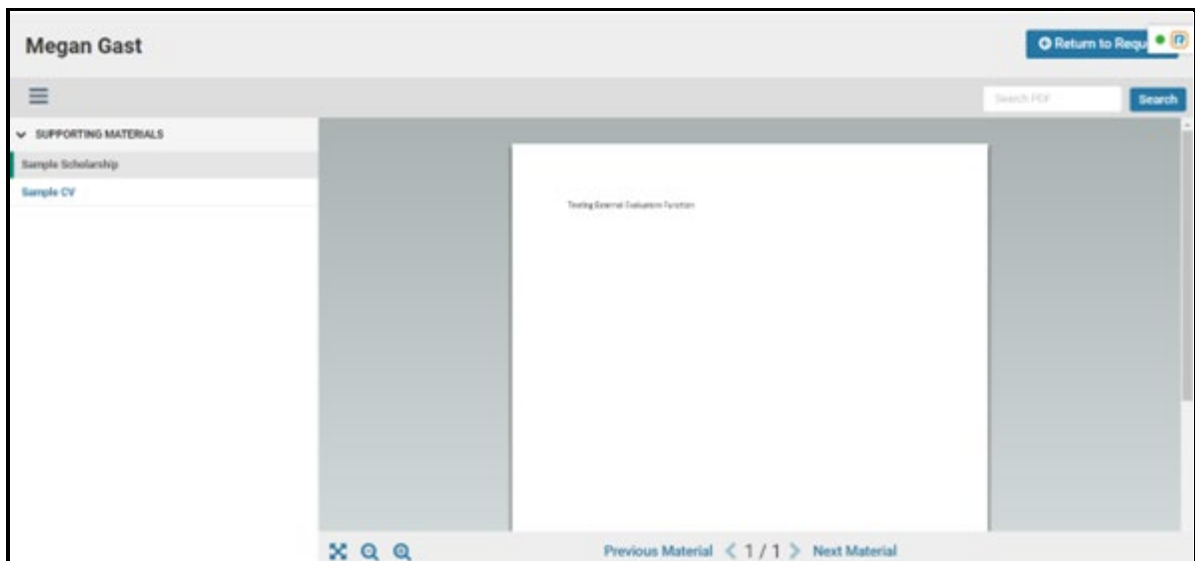 Megan Gast
Return to Requ
Search PDF
Search
SUPPORTING MATERIALS
Sample Scholarship
Sample CV
Testing External Evaluators Function
Previous Material 1 / 1 Next Material